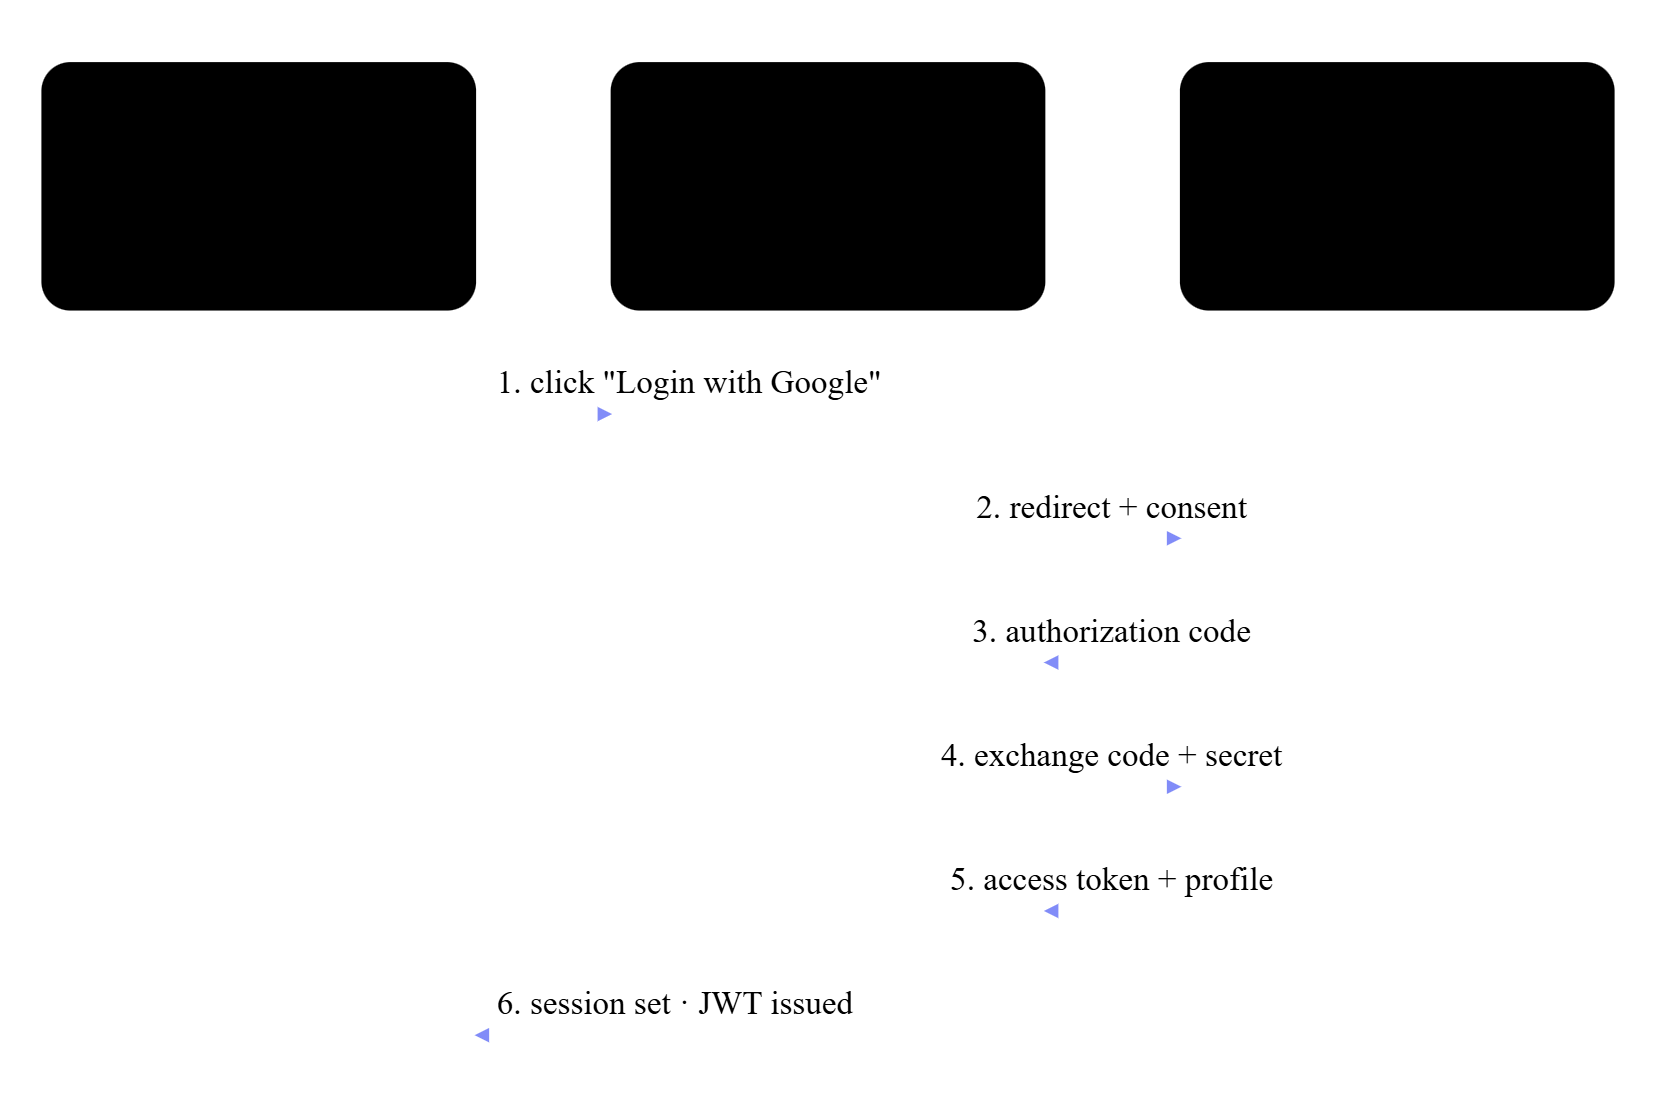 1. click "Login with Google"
2. redirect + consent
3. authorization code
4. exchange code + secret
5. access token + profile
6. session set · JWT issued